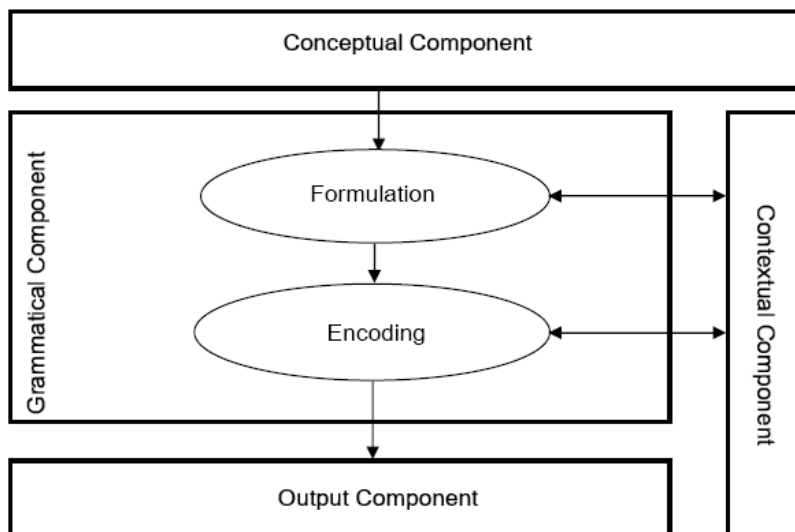 Conceptual Component
Grammatical Component
Formulation
Encoding
Contextual Component
Output Component